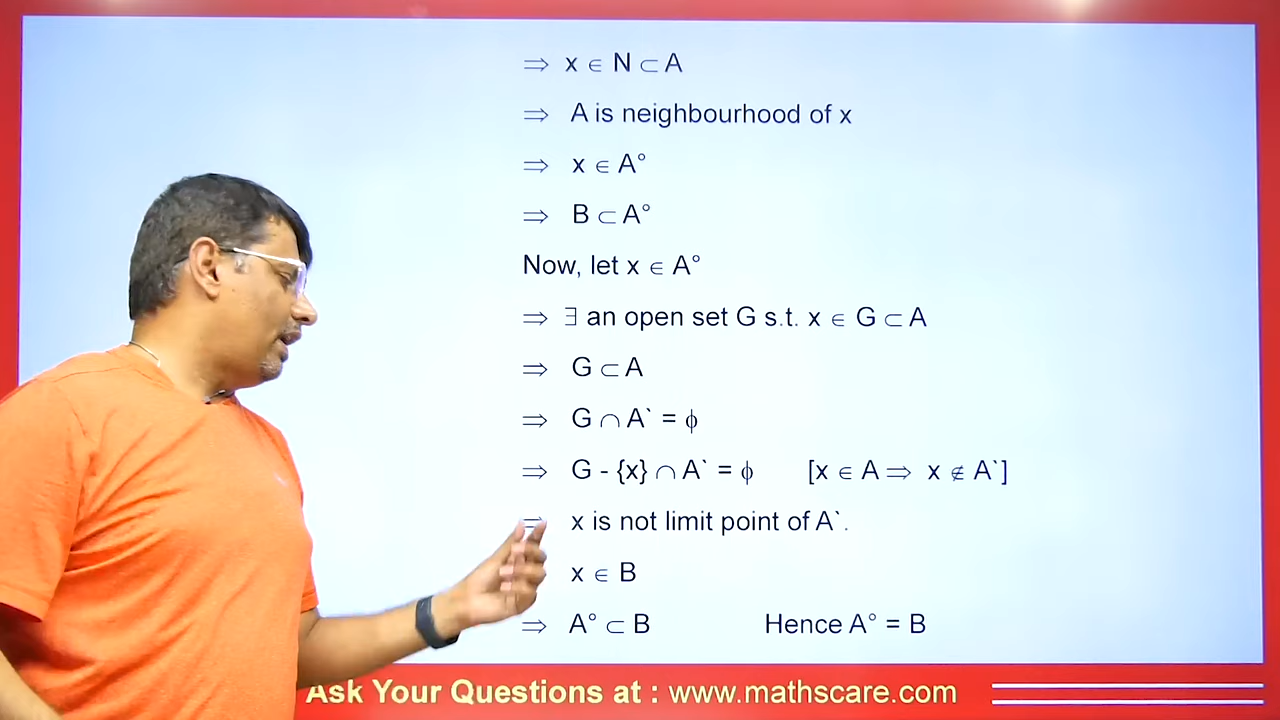 ⇒ x ∈ N ⊂ A
⇒ A is neighbourhood of x
⇒ x ∈ A°
⇒ B ⊂ A°
Now, let x ∈ A°
⇒ ∃ an open set G s.t. x ∈ G ⊂ A
⇒ G ⊂ A
⇒ G ∩ A` = ϕ
⇒ G - {x} ∩ A` = ϕ [x ∈ A ⇒ x ∉ A`]
⇒ x is not limit point of A`.
x ∈ B
⇒ A° ⊂ B Hence A° = B
Ask Your Questions at : www.mathscare.com